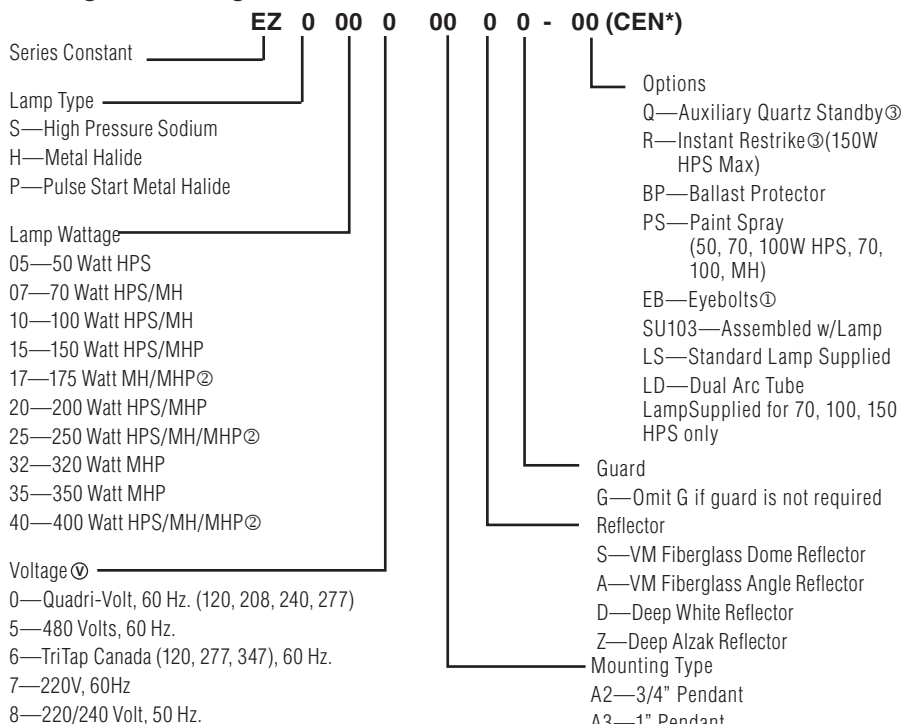 EZ 0 00 0 00 0 0 - 00 (CEN*)
Series Constant
Lamp Type
S—High Pressure Sodium
H—Metal Halide
P—Pulse Start Metal Halide
Lamp Wattage
05—50 Watt HPS
07—70 Watt HPS/MH
10—100 Watt HPS/MH
15—150 Watt HPS/MHP
17—175 Watt MH/MHP②
20—200 Watt HPS/MHP
25—250 Watt HPS/MH/MHP②
32—320 Watt MHP
35—350 Watt MHP
40—400 Watt HPS/MH/MHP②
Voltage Ⓥ
0—Quadri-Volt, 60 Hz. (120, 208, 240, 277)
5—480 Volts, 60 Hz.
6—TriTap Canada (120, 277, 347), 60 Hz.
7—220V, 60Hz
8—220/240 Volt, 50 Hz.
Options
Q—Auxiliary Quartz Standby③
R—Instant Restrike③(150W
HPS Max)
BP—Ballast Protector
PS—Paint Spray
(50, 70, 100W HPS, 70,
100, MH)
EB—Eyebolts①
SU103—Assembled w/Lamp
LS—Standard Lamp Supplied
LD—Dual Arc Tube
LampSupplied for 70, 100, 150
HPS only
Guard
G—Omit G if guard is not required
Reflector
S—VM Fiberglass Dome Reflector
A—VM Fiberglass Angle Reflector
D—Deep White Reflector
Z—Deep Alzak Reflector
Mounting Type
A2—3/4” Pendant
A3—1” Pendant